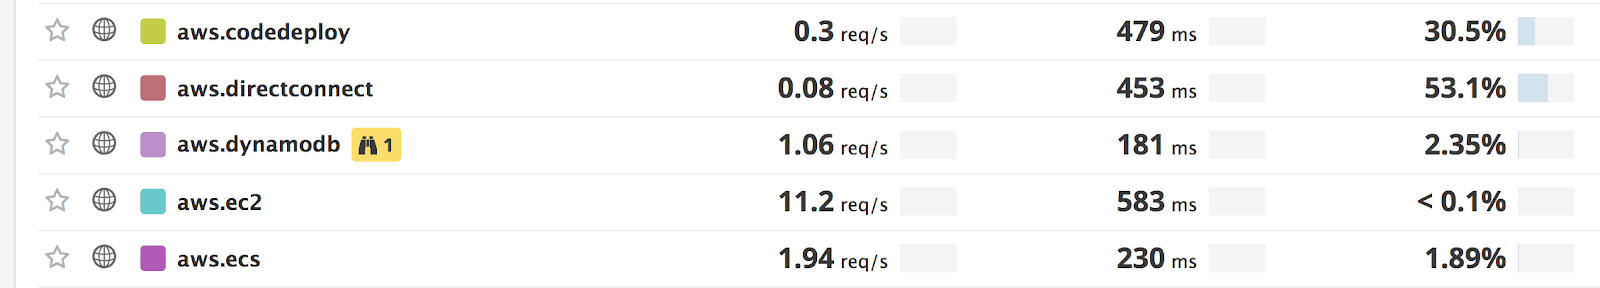 aws.codedeploy 0.3 req/s 479 ms 30.5%
aws.directconnect 0.08 req/s 453 ms 53.1%
aws.dynamodb 1 1.06 req/s 181 ms 2.35%
aws.ec2 11.2 req/s 583 ms < 0.1%
aws.ecs 1.94 req/s 230 ms 1.89%